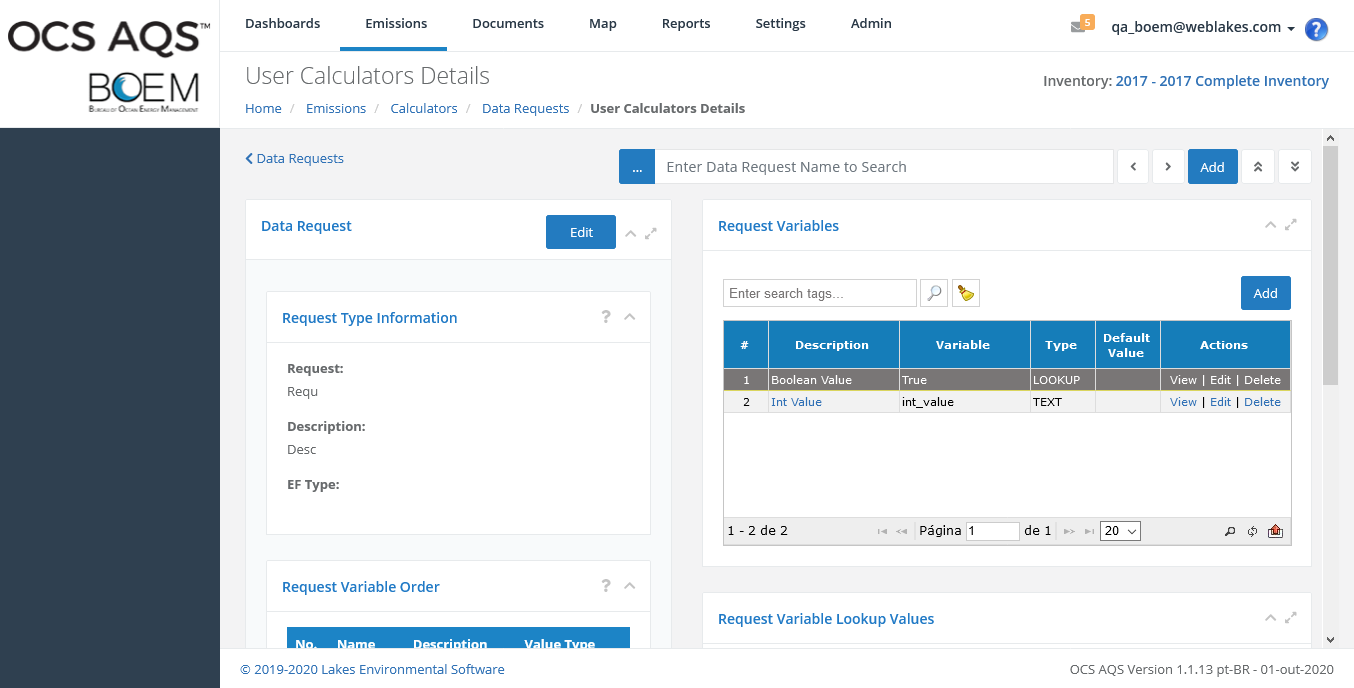 OCS AQS™
BOEM
Bureau of Ocean Energy Management
Dashboards Emissions Documents Map Reports Settings Admin
5 qa_boem@weblakes.com
User Calculators Details
Inventory: 2017 - 2017 Complete Inventory
Home / Emissions / Calculators / Data Requests / User Calculators Details
Data Requests
... Enter Data Request Name to Search Add
Data Request Edit
Request Type Information ?
Request:
Requ
Description:
Desc
EF Type:
Request Variable Order ?
No. Name Description Value Type
Request Variables
Enter search tags... Add
# Description Variable Type Default Value Actions
1 Boolean Value True LOOKUP View | Edit | Delete
2 Int Value int_value TEXT View | Edit | Delete
1 - 2 de 2 Página 1 de 1 20
Request Variable Lookup Values
© 2019-2020 Lakes Environmental Software
OCS AQS Version 1.1.13 pt-BR - 01-out-2020